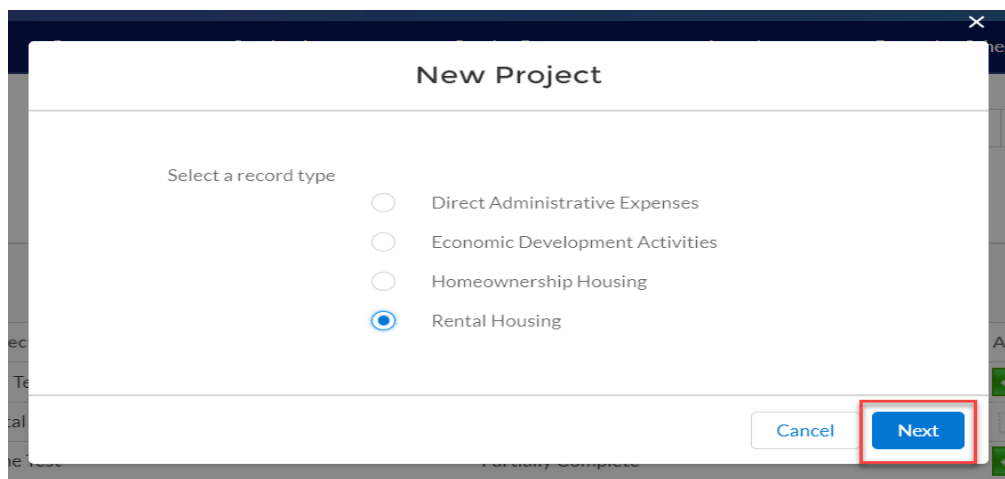 New Project
Select a record type
Direct Administrative Expenses
Economic Development Activities
Homeownership Housing
Rental Housing
Cancel
Next
Partially Complete